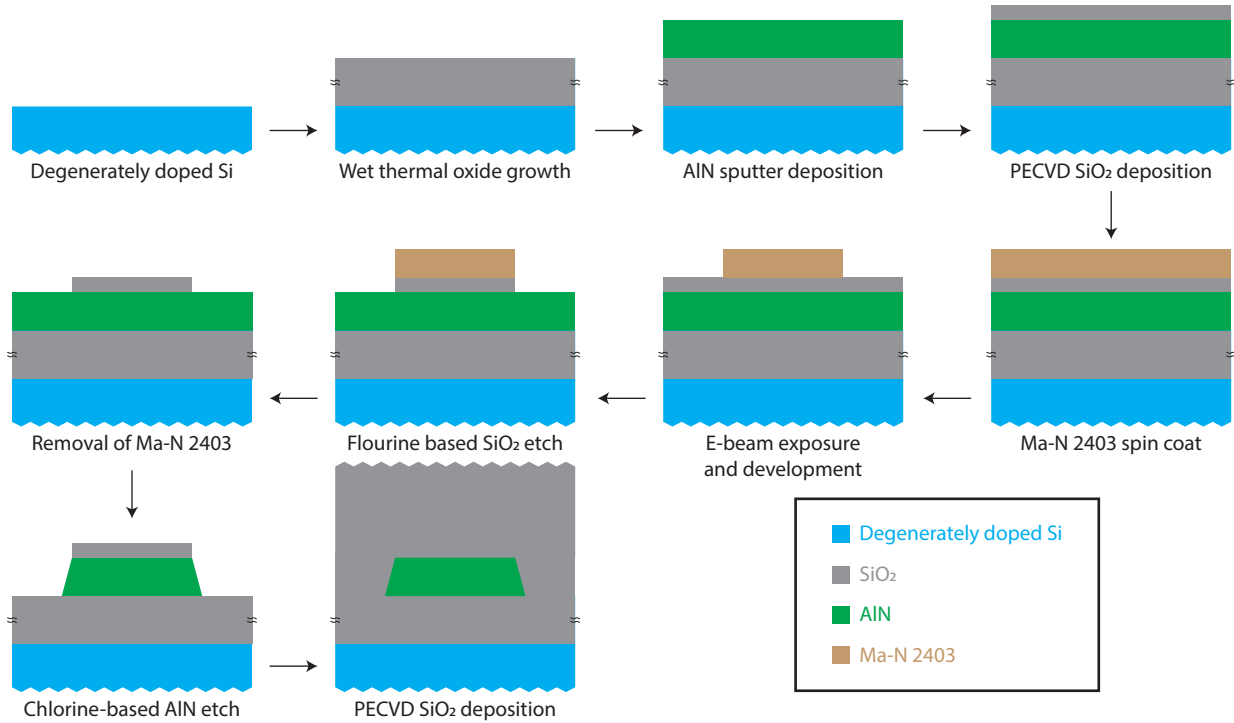 Degenerately doped Si
Wet thermal oxide growth
AlN sputter deposition
PECVD SiO₂ deposition
Removal of Ma-N 2403
Flourine based SiO₂ etch
E-beam exposure
and development
Ma-N 2403 spin coat
Chlorine-based AlN etch
PECVD SiO₂ deposition
Degenerately doped Si
SiO₂
AlN
Ma-N 2403